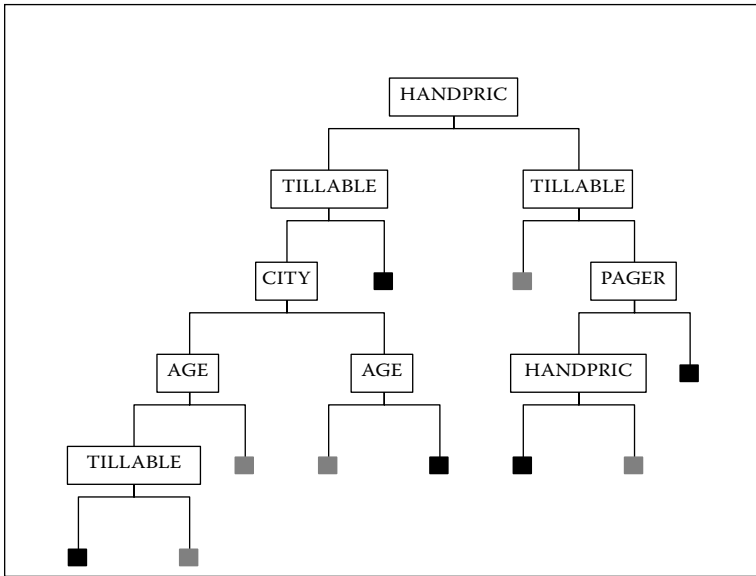 HANDPRIC
TILLABLE
TILLABLE
CITY
PAGER
AGE
AGE
HANDPRIC
TILLABLE